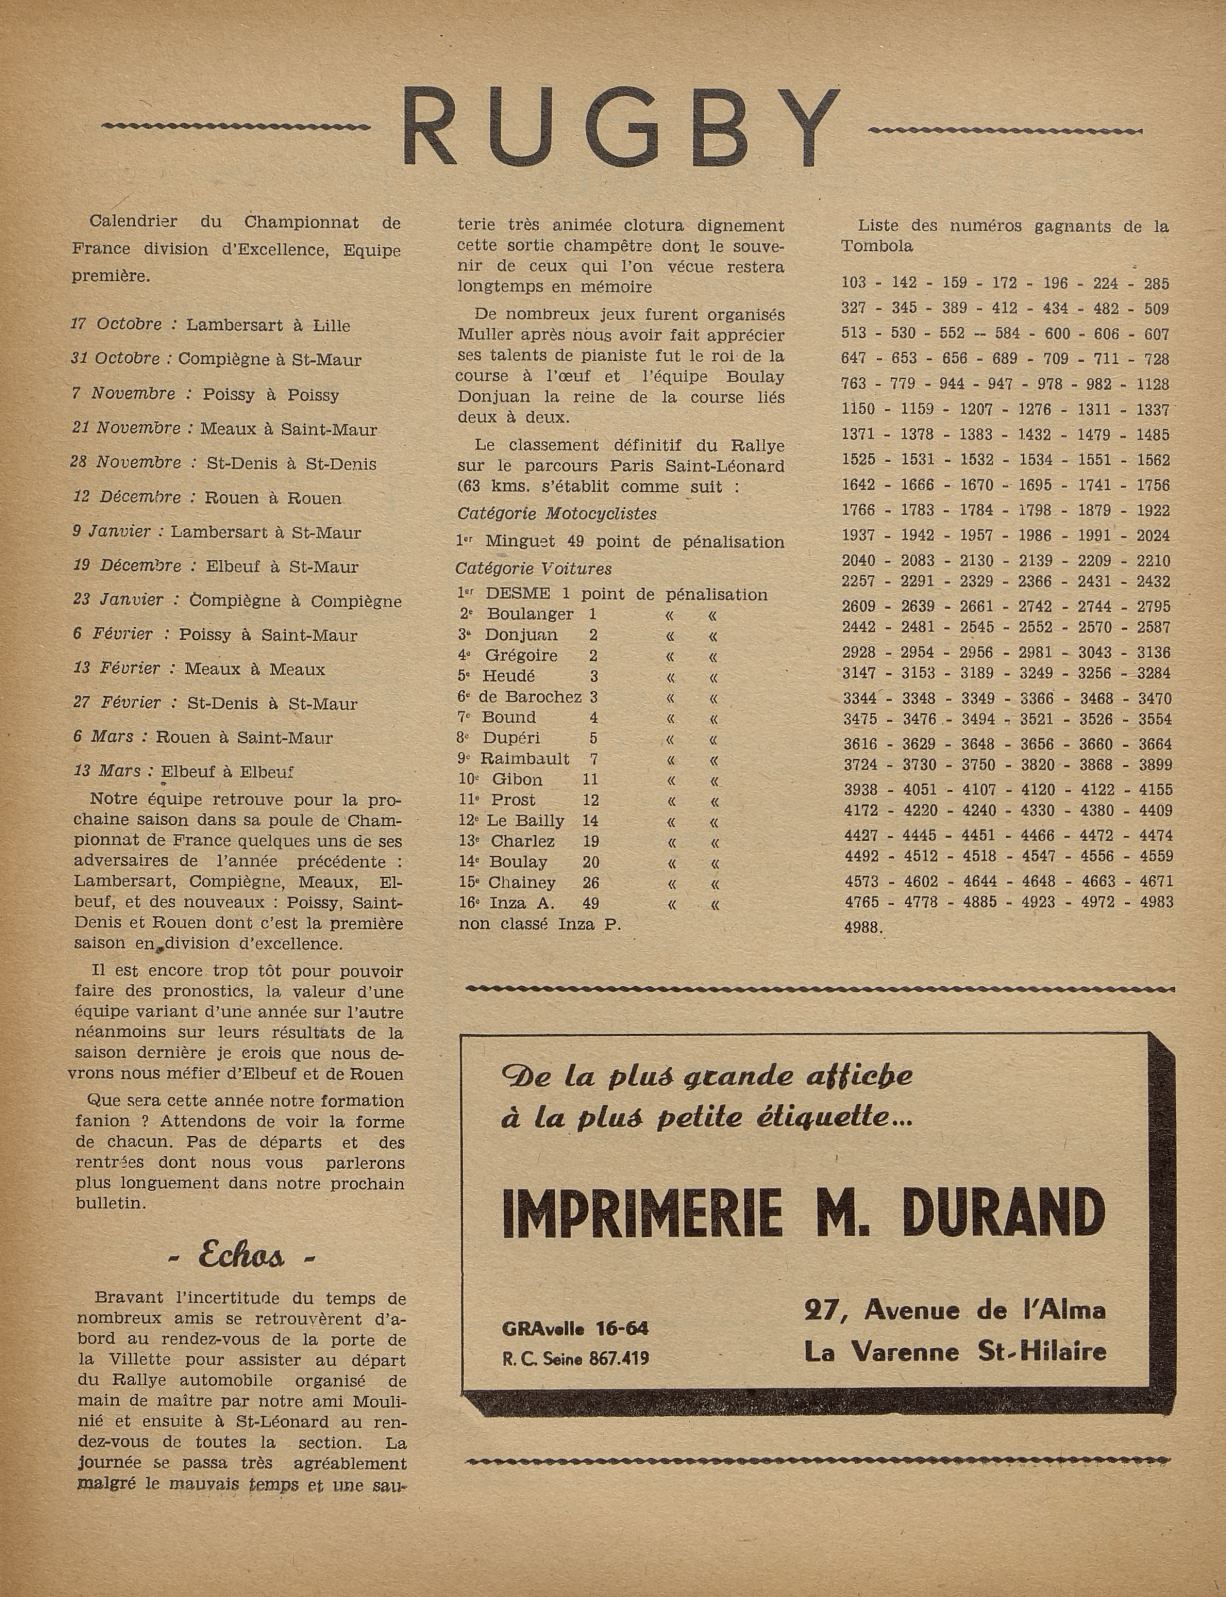 RUGBY
Calendrier du Championnat de
France division d'Excellence, Equipe
première.
17 Octobre : Lambersart à Lille
31 Octobre : Compiègne à St-Maur
7 Novembre : Poissy à Poissy
21 Novembre : Meaux à Saint-Maur
28 Novembre : St-Denis à St-Denis
12 Décembre : Rouen à Rouen
9 Janvier : Lambersart à St-Maur
19 Décembre : Elbeuf à St-Maur
23 Janvier : Compiègne à Compiègne
6 Février : Poissy à Saint-Maur
13 Février : Meaux à Meaux
27 Février : St-Denis à St-Maur
6 Mars : Rouen à Saint-Maur
13 Mars : Elbeuf à Elbeuf
Notre équipe retrouve pour la pro-
chaine saison dans sa poule de Cham-
pionnat de France quelques uns de ses
adversaires de l'année précédente :
Lambersart, Compiègne, Meaux, El-
beuf, et des nouveaux : Poissy, Saint-
Denis et Rouen dont c'est la première
saison en division d'excellence.
Il est encore trop tôt pour pouvoir
faire des pronostics, la valeur d'une
équipe variant d'une année sur l'autre
néanmoins sur leurs résultats de la
saison dernière je crois que nous de-
vrons nous méfier d'Elbeuf et de Rouen
Que sera cette année notre formation
fanion ? Attendons de voir la forme
de chacun. Pas de départs et des
rentrées dont nous vous parlerons
plus longuement dans notre prochain
bulletin.
- Echos -
Bravant l'incertitude du temps de
nombreux amis se retrouvèrent d'a-
bord au rendez-vous de la porte de
la Villette pour assister au départ
du Rallye automobile organisé de
main de maître par notre ami Mouli-
nié et ensuite à St-Léonard au ren-
dez-vous de toutes la section. La
journée se passa très agréablement
malgré le mauvais temps et une sau-
terie très animée clotura dignement
cette sortie champêtre dont le souve-
nir de ceux qui l'on vécue restera
longtemps en mémoire
De nombreux jeux furent organisés
Muller après nous avoir fait apprécier
ses talents de pianiste fut le roi de la
course à l'œuf et l'équipe Boulay
Donjuan la reine de la course liés
deux à deux.
Le classement définitif du Rallye
sur le parcours Paris Saint-Léonard
(63 kms. s'établit comme suit :
Catégorie Motocyclistes
1er Minguet 49 point de pénalisation
Catégorie Voitures
1er DESME 1 point de pénalisation
2e Boulanger 1 « «
3e Donjuan 2 « «
4e Grégoire 2 « «
5e Heudé 3 « «
6e de Barochez 3 « «
7e Bound 4 « «
8e Dupéri 5 « «
9e Raimbault 7 « «
10e Gibon 11 « «
11e Prost 12 « «
12e Le Bailly 14 « «
13e Charlez 19 « «
14e Boulay 20 « «
15e Chainey 26 « «
16e Inza A. 49 « «
non classé Inza P.
Liste des numéros gagnants de la
Tombola
103 - 142 - 159 - 172 - 196 - 224 - 285
327 - 345 - 389 - 412 - 434 - 482 - 509
513 - 530 - 552 -- 584 - 600 - 606 - 607
647 - 653 - 656 - 689 - 709 - 711 - 728
763 - 779 - 944 - 947 - 978 - 982 - 1128
1150 - 1159 - 1207 - 1276 - 1311 - 1337
1371 - 1378 - 1383 - 1432 - 1479 - 1485
1525 - 1531 - 1532 - 1534 - 1551 - 1562
1642 - 1666 - 1670 - 1695 - 1741 - 1756
1766 - 1783 - 1784 - 1798 - 1879 - 1922
1937 - 1942 - 1957 - 1986 - 1991 - 2024
2040 - 2083 - 2130 - 2139 - 2209 - 2210
2257 - 2291 - 2329 - 2366 - 2431 - 2432
2609 - 2639 - 2661 - 2742 - 2744 - 2795
2442 - 2481 - 2545 - 2552 - 2570 - 2587
2928 - 2954 - 2956 - 2981 - 3043 - 3136
3147 - 3153 - 3189 - 3249 - 3256 - 3284
3344 - 3348 - 3349 - 3366 - 3468 - 3470
3475 - 3476 - 3494 - 3521 - 3526 - 3554
3616 - 3629 - 3648 - 3656 - 3660 - 3664
3724 - 3730 - 3750 - 3820 - 3868 - 3899
3938 - 4051 - 4107 - 4120 - 4122 - 4155
4172 - 4220 - 4240 - 4330 - 4380 - 4409
4427 - 4445 - 4451 - 4466 - 4472 - 4474
4492 - 4512 - 4518 - 4547 - 4556 - 4559
4573 - 4602 - 4644 - 4648 - 4663 - 4671
4765 - 4778 - 4885 - 4923 - 4972 - 4983
4988.
De la plus grande affiche
à la plus petite étiquette...
IMPRIMERIE M. DURAND
GRAvelle 16-64
R. C. Seine 867.419
27, Avenue de l'Alma
La Varenne St-Hilaire